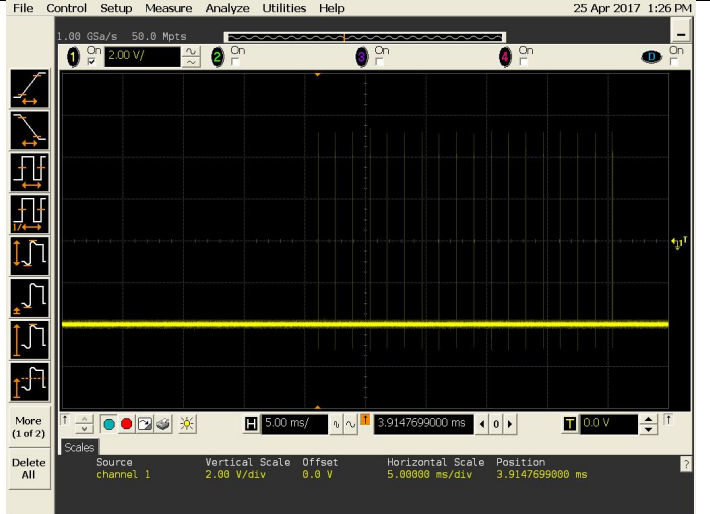 File Control Setup Measure Analyze Utilities Help 25 Apr 2017 1:26 PM
1.00 GSa/s 50.0 Mpts
1 On 2.00 V/ 2 On 3 On 4 On D On
T
More
(1 of 2)
Delete
All
H 5.00 ms/ 3.9147699000 ms 0 T 0.0 V
Scales
?
Source Vertical Scale Offset Horizontal Scale Position
channel 1 2.00 V/div 0.0 V 5.00000 ms/div 3.9147699000 ms